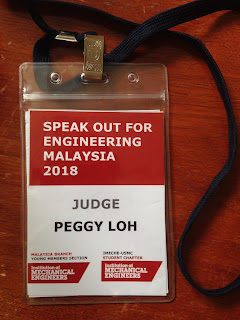 SPEAK OUT FOR
ENGINEERING
MALAYSIA
2018
JUDGE
PEGGY LOH
MALAYSIA BRANCH
YOUNG MEMBERS SECTION
Institution of
MECHANICAL
ENGINEERS
IMECHE-USMC
STUDENT CHAPTER
Institution of
MECHANICAL
ENGINEERS